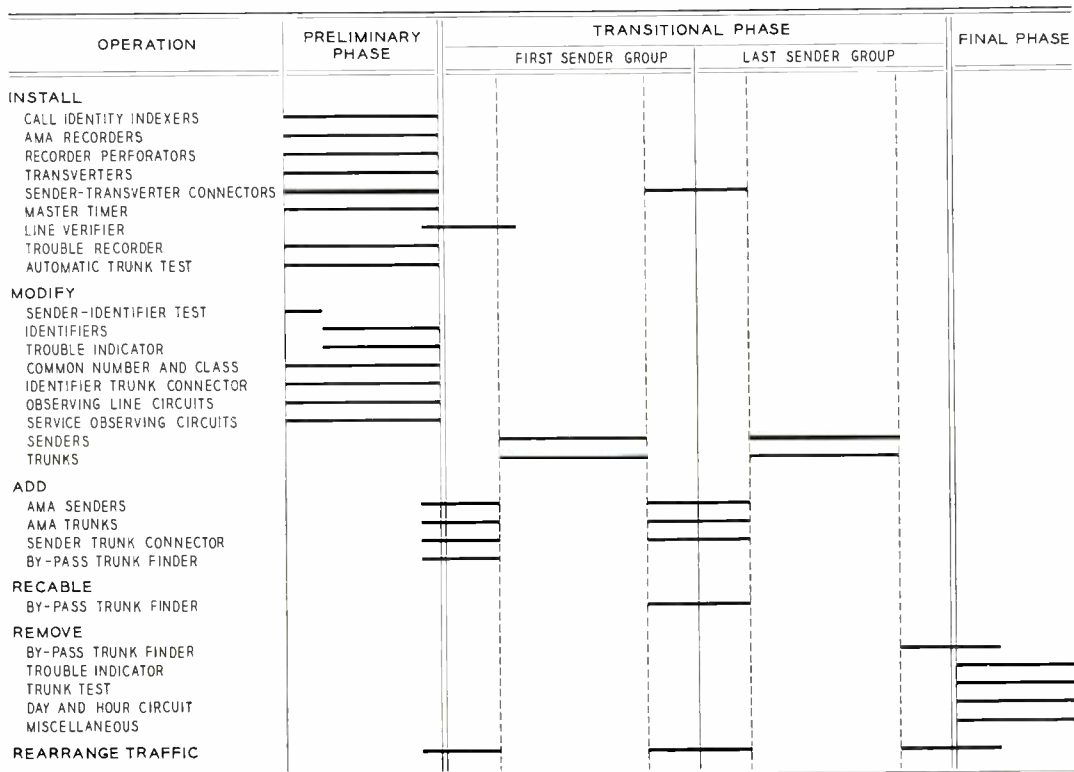 OPERATION
PRELIMINARY PHASE
TRANSITIONAL PHASE
FIRST SENDER GROUP
LAST SENDER GROUP
FINAL PHASE
INSTALL
CALL IDENTITY INDEXERS
AMA RECORDERS
RECORDER PERFORATORS
TRANSVERTERS
SENDER-TRANSVERTER CONNECTORS
MASTER TIMER
LINE VERIFIER
TROUBLE RECORDER
AUTOMATIC TRUNK TEST
MODIFY
SENDER-IDENTIFIER TEST
IDENTIFIERS
TROUBLE INDICATOR
COMMON NUMBER AND CLASS
IDENTIFIER TRUNK CONNECTOR
OBSERVING LINE CIRCUITS
SERVICE OBSERVING CIRCUITS
SENDERS
TRUNKS
ADD
AMA SENDERS
AMA TRUNKS
SENDER TRUNK CONNECTOR
BY-PASS TRUNK FINDER
RECABLE
BY-PASS TRUNK FINDER
REMOVE
BY-PASS TRUNK FINDER
TROUBLE INDICATOR
TRUNK TEST
DAY AND HOUR CIRCUIT
MISCELLANEOUS
REARRANGE TRAFFIC